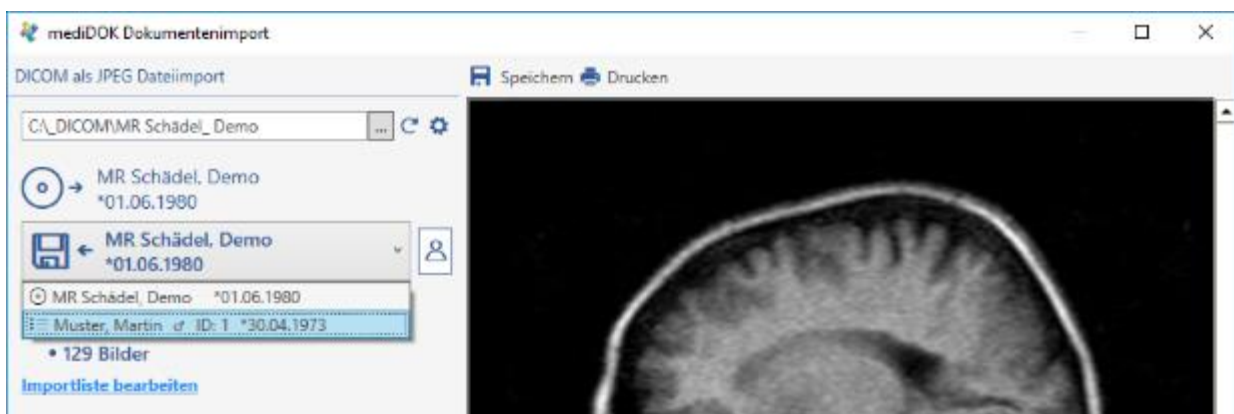 mediDOK Dokumentenimport
DICOM als JPEG Dateiimport
Speichern Drucken
C:\_DICOM\MR Schädel_ Demo ...
MR Schädel, Demo
*01.06.1980
MR Schädel, Demo
*01.06.1980
MR Schädel, Demo *01.06.1980
Muster, Martin ♂ ID: 1 *30.04.1973
• 129 Bilder
Importliste bearbeiten